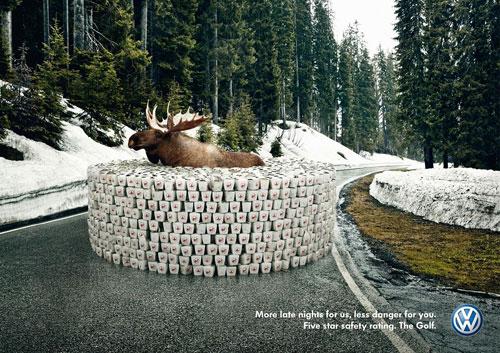 More late nights for us, less danger for you.
Five star safety rating. The Golf.